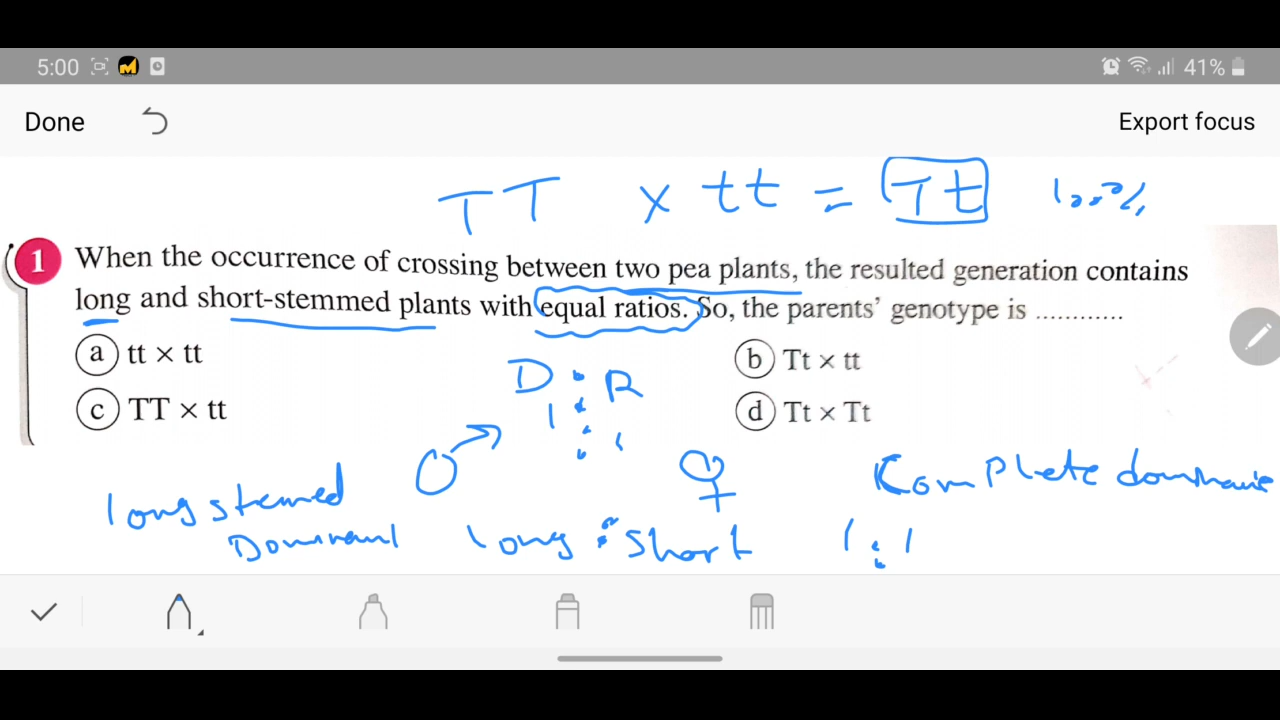 5:00 41%
Done Export focus
TT × tt = Tt 100%
1 When the occurrence of crossing between two pea plants, the resulted generation contains
long and short-stemmed plants with equal ratios. So, the parents' genotype is ............
a tt × tt b Tt × tt
D : R
c TT × tt d Tt × Tt
1 : 1
long stemmed ♂ ♀ Complete
Dominant long : short 1 : 1